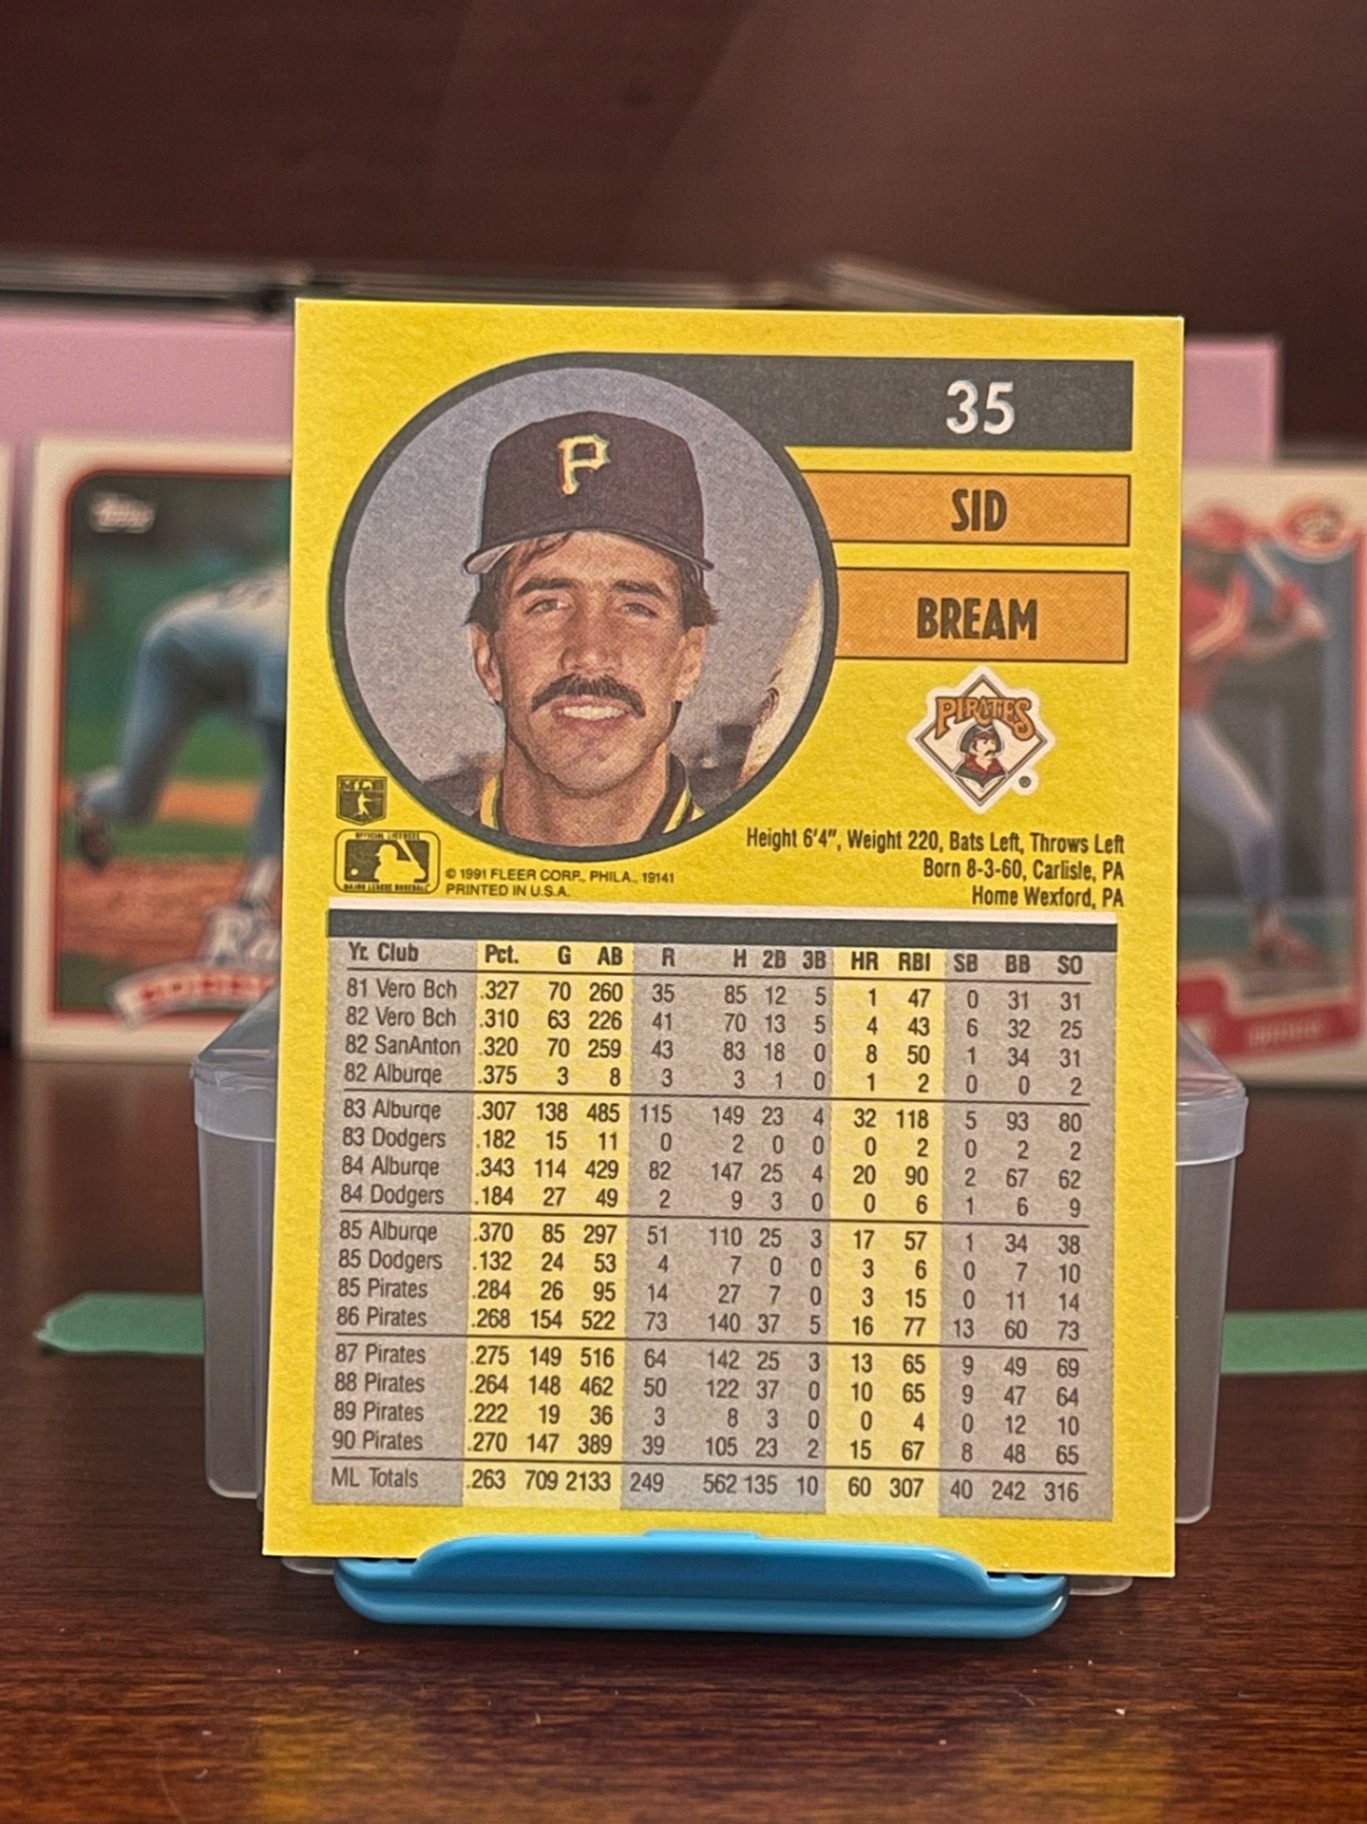 35
SID
BREAM
P
PIRATES
Topps
MLB
OFFICIAL LICENSEE
MAJOR LEAGUE BASEBALL
© 1991 FLEER CORP., PHILA., 19141
PRINTED IN U.S.A.
Height 6'4", Weight 220, Bats Left, Throws Left
Born 8-3-60, Carlisle, PA
Home Wexford, PA
Yr. Club Pct. G AB R H 2B 3B HR RBI SB BB SO
81 Vero Bch .327 70 260 35 85 12 5 1 47 0 31 31
82 Vero Bch .310 63 226 41 70 13 5 4 43 6 32 25
82 SanAnton .320 70 259 43 83 18 0 8 50 1 34 31
82 Alburqe .375 3 8 3 3 1 0 1 2 0 0 2
83 Alburqe .307 138 485 115 149 23 4 32 118 5 93 80
83 Dodgers .182 15 11 0 2 0 0 0 2 0 2 2
84 Alburqe .343 114 429 82 147 25 4 20 90 2 67 62
84 Dodgers .184 27 49 2 9 3 0 0 6 1 6 9
85 Alburqe .370 85 297 51 110 25 3 17 57 1 34 38
85 Dodgers .132 24 53 4 7 0 0 3 6 0 7 10
85 Pirates .284 26 95 14 27 7 0 3 15 0 11 14
86 Pirates .268 154 522 73 140 37 5 16 77 13 60 73
87 Pirates .275 149 516 64 142 25 3 13 65 9 49 69
88 Pirates .264 148 462 50 122 37 0 10 65 9 47 64
89 Pirates .222 19 36 3 8 3 0 0 4 0 12 10
90 Pirates .270 147 389 39 105 23 2 15 67 8 48 65
ML Totals .263 709 2133 249 562 135 10 60 307 40 242 316